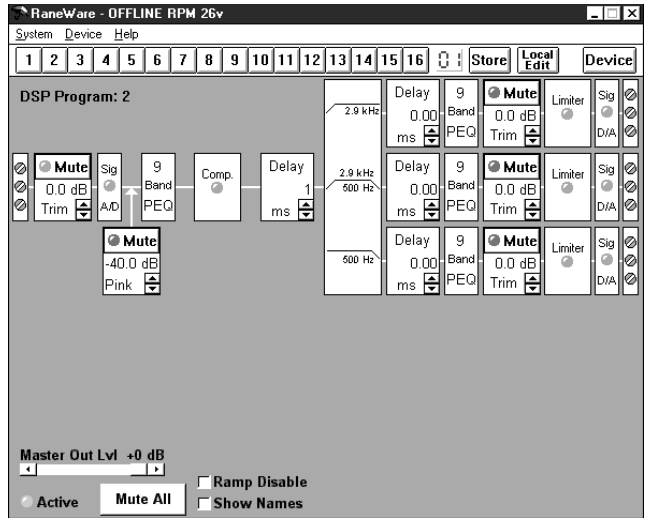 RaneWare - OFFLINE RPM 26v
System Device Help
1 2 3 4 5 6 7 8 9 10 11 12 13 14 15 16 01 Store Local Edit Device
DSP Program: 2
2.9 kHz
Delay
0.00
ms
9
Band
PEQ
Mute
0.0 dB
Trim
Limiter
Sig
D/A
Mute
0.0 dB
Trim
Sig
A/D
9
Band
PEQ
Comp.
Delay
1
ms
2.9 kHz
500 Hz
Delay
0.00
ms
9
Band
PEQ
Mute
0.0 dB
Trim
Limiter
Sig
D/A
Mute
-40.0 dB
Pink
500 Hz
Delay
0.00
ms
9
Band
PEQ
Mute
0.0 dB
Trim
Limiter
Sig
D/A
Master Out Lvl +0 dB
Active
Mute All
Ramp Disable
Show Names